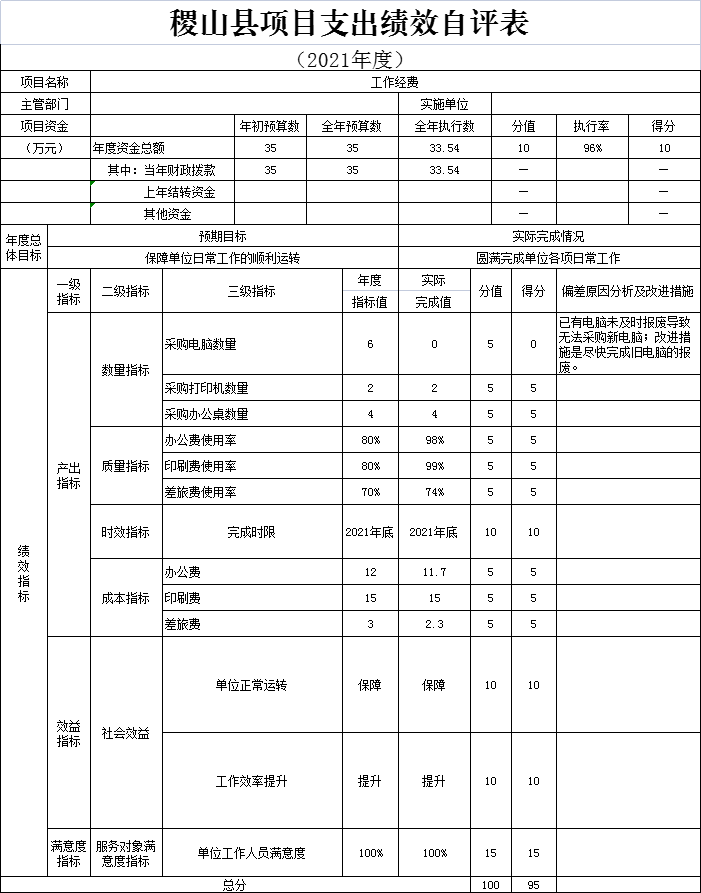 稷山县项目支出绩效自评表
（2021年度）
项目名称 工作经费
主管部门 实施单位
项目资金 年初预算数 全年预算数 全年执行数 分值 执行率 得分
（万元） 年度资金总额 35 35 33.54 10 96% 10
其中：当年财政拨款 35 35 33.54 — —
上年结转资金 — —
其他资金 — —
年度总
体目标
预期目标 实际完成情况
保障单位日常工作的顺利运转 圆满完成单位各项日常工作
绩
效
指
标
一级
指标
二级指标 三级指标
年度
指标值
实际
完成值
分值 得分 偏差原因分析及改进措施
产出
指标
数量指标
采购电脑数量 6 0 5 0
已有电脑未及时报废导致
无法采购新电脑；改进措
施是尽快完成旧电脑的报
废。
采购打印机数量 2 2 5 5
采购办公桌数量 4 4 5 5
质量指标
办公费使用率 80% 98% 5 5
印刷费使用率 80% 99% 5 5
差旅费使用率 70% 74% 5 5
时效指标 完成时限 2021年底 2021年底 10 10
成本指标
办公费 12 11.7 5 5
印刷费 15 15 5 5
差旅费 3 2.3 5 5
效益
指标
社会效益
单位正常运转 保障 保障 10 10
工作效率提升 提升 提升 10 10
满意度
指标
服务对象满
意度指标
单位工作人员满意度 100% 100% 15 15
总分 100 95